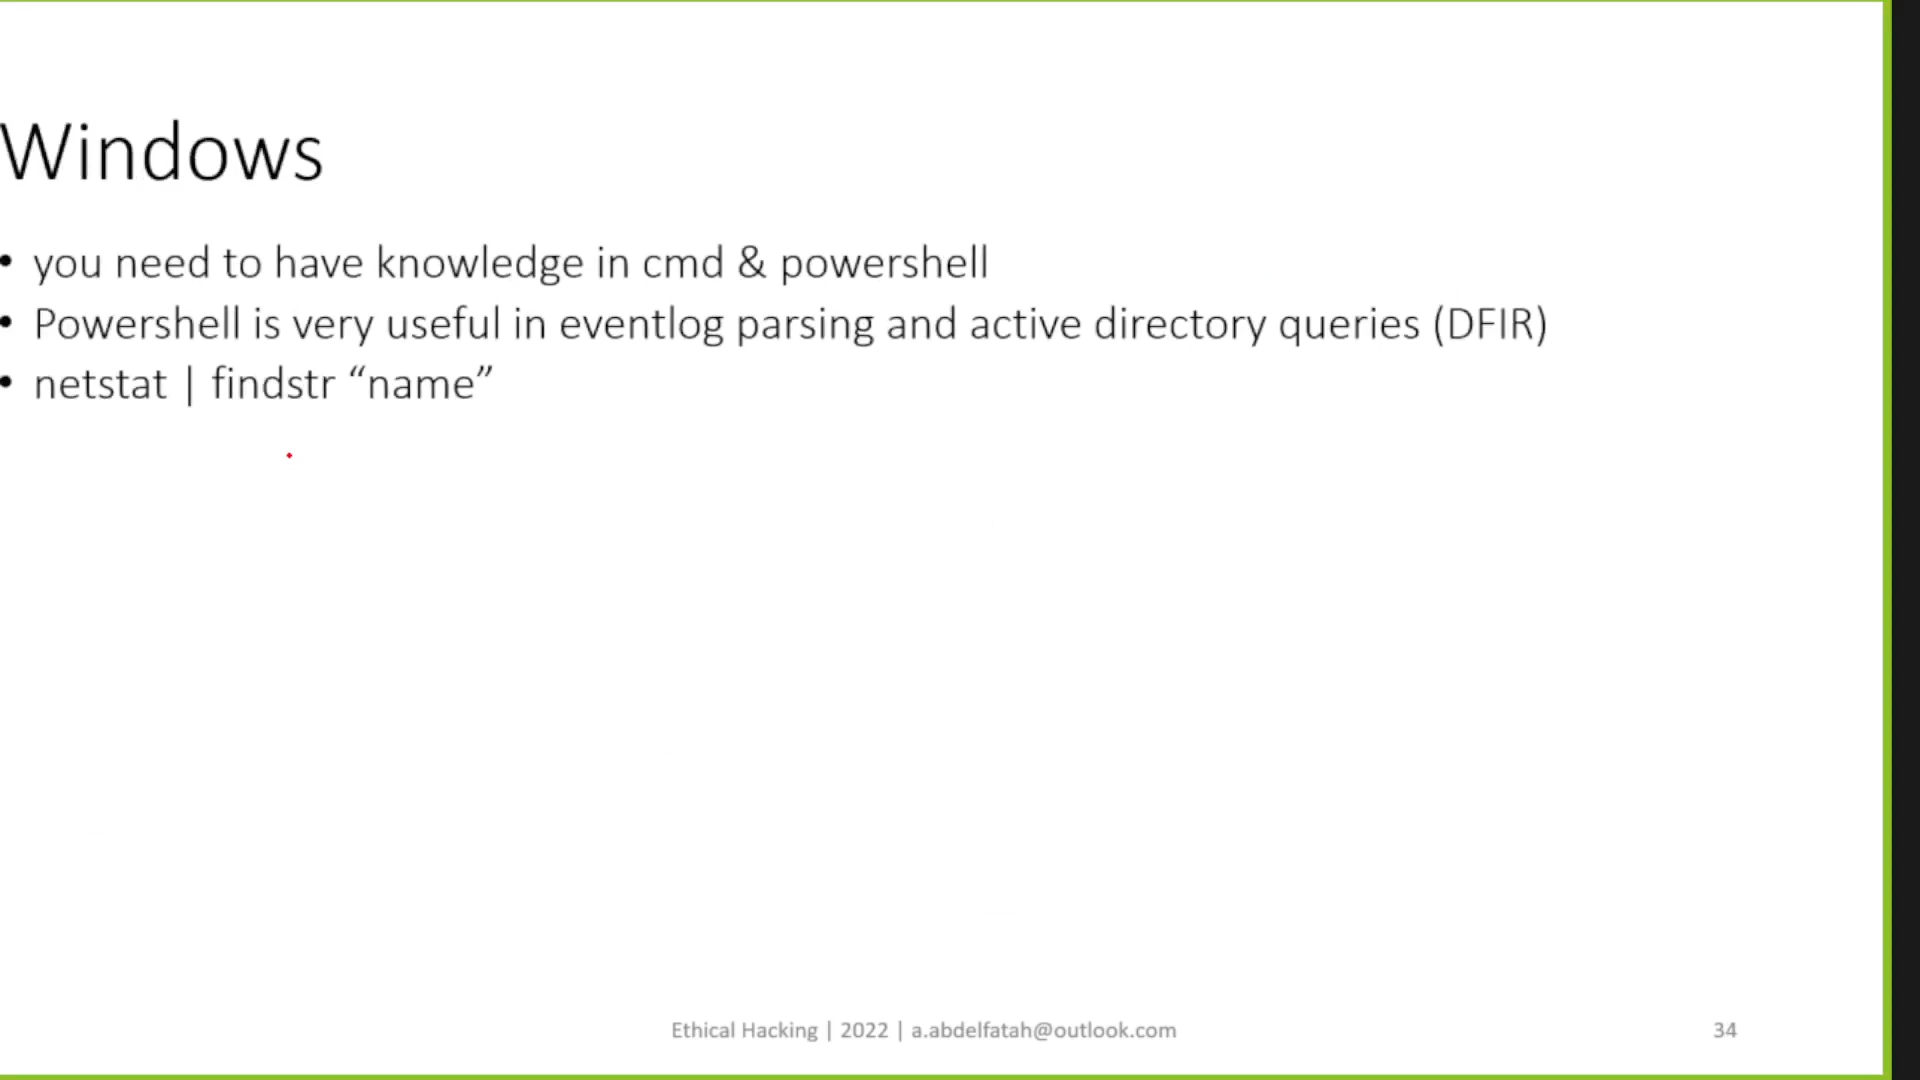 Windows
• you need to have knowledge in cmd & powershell
• Powershell is very useful in eventlog parsing and active directory queries (DFIR)
• netstat | findstr “name”
Ethical Hacking | 2022 | a.abdelfatah@outlook.com
34